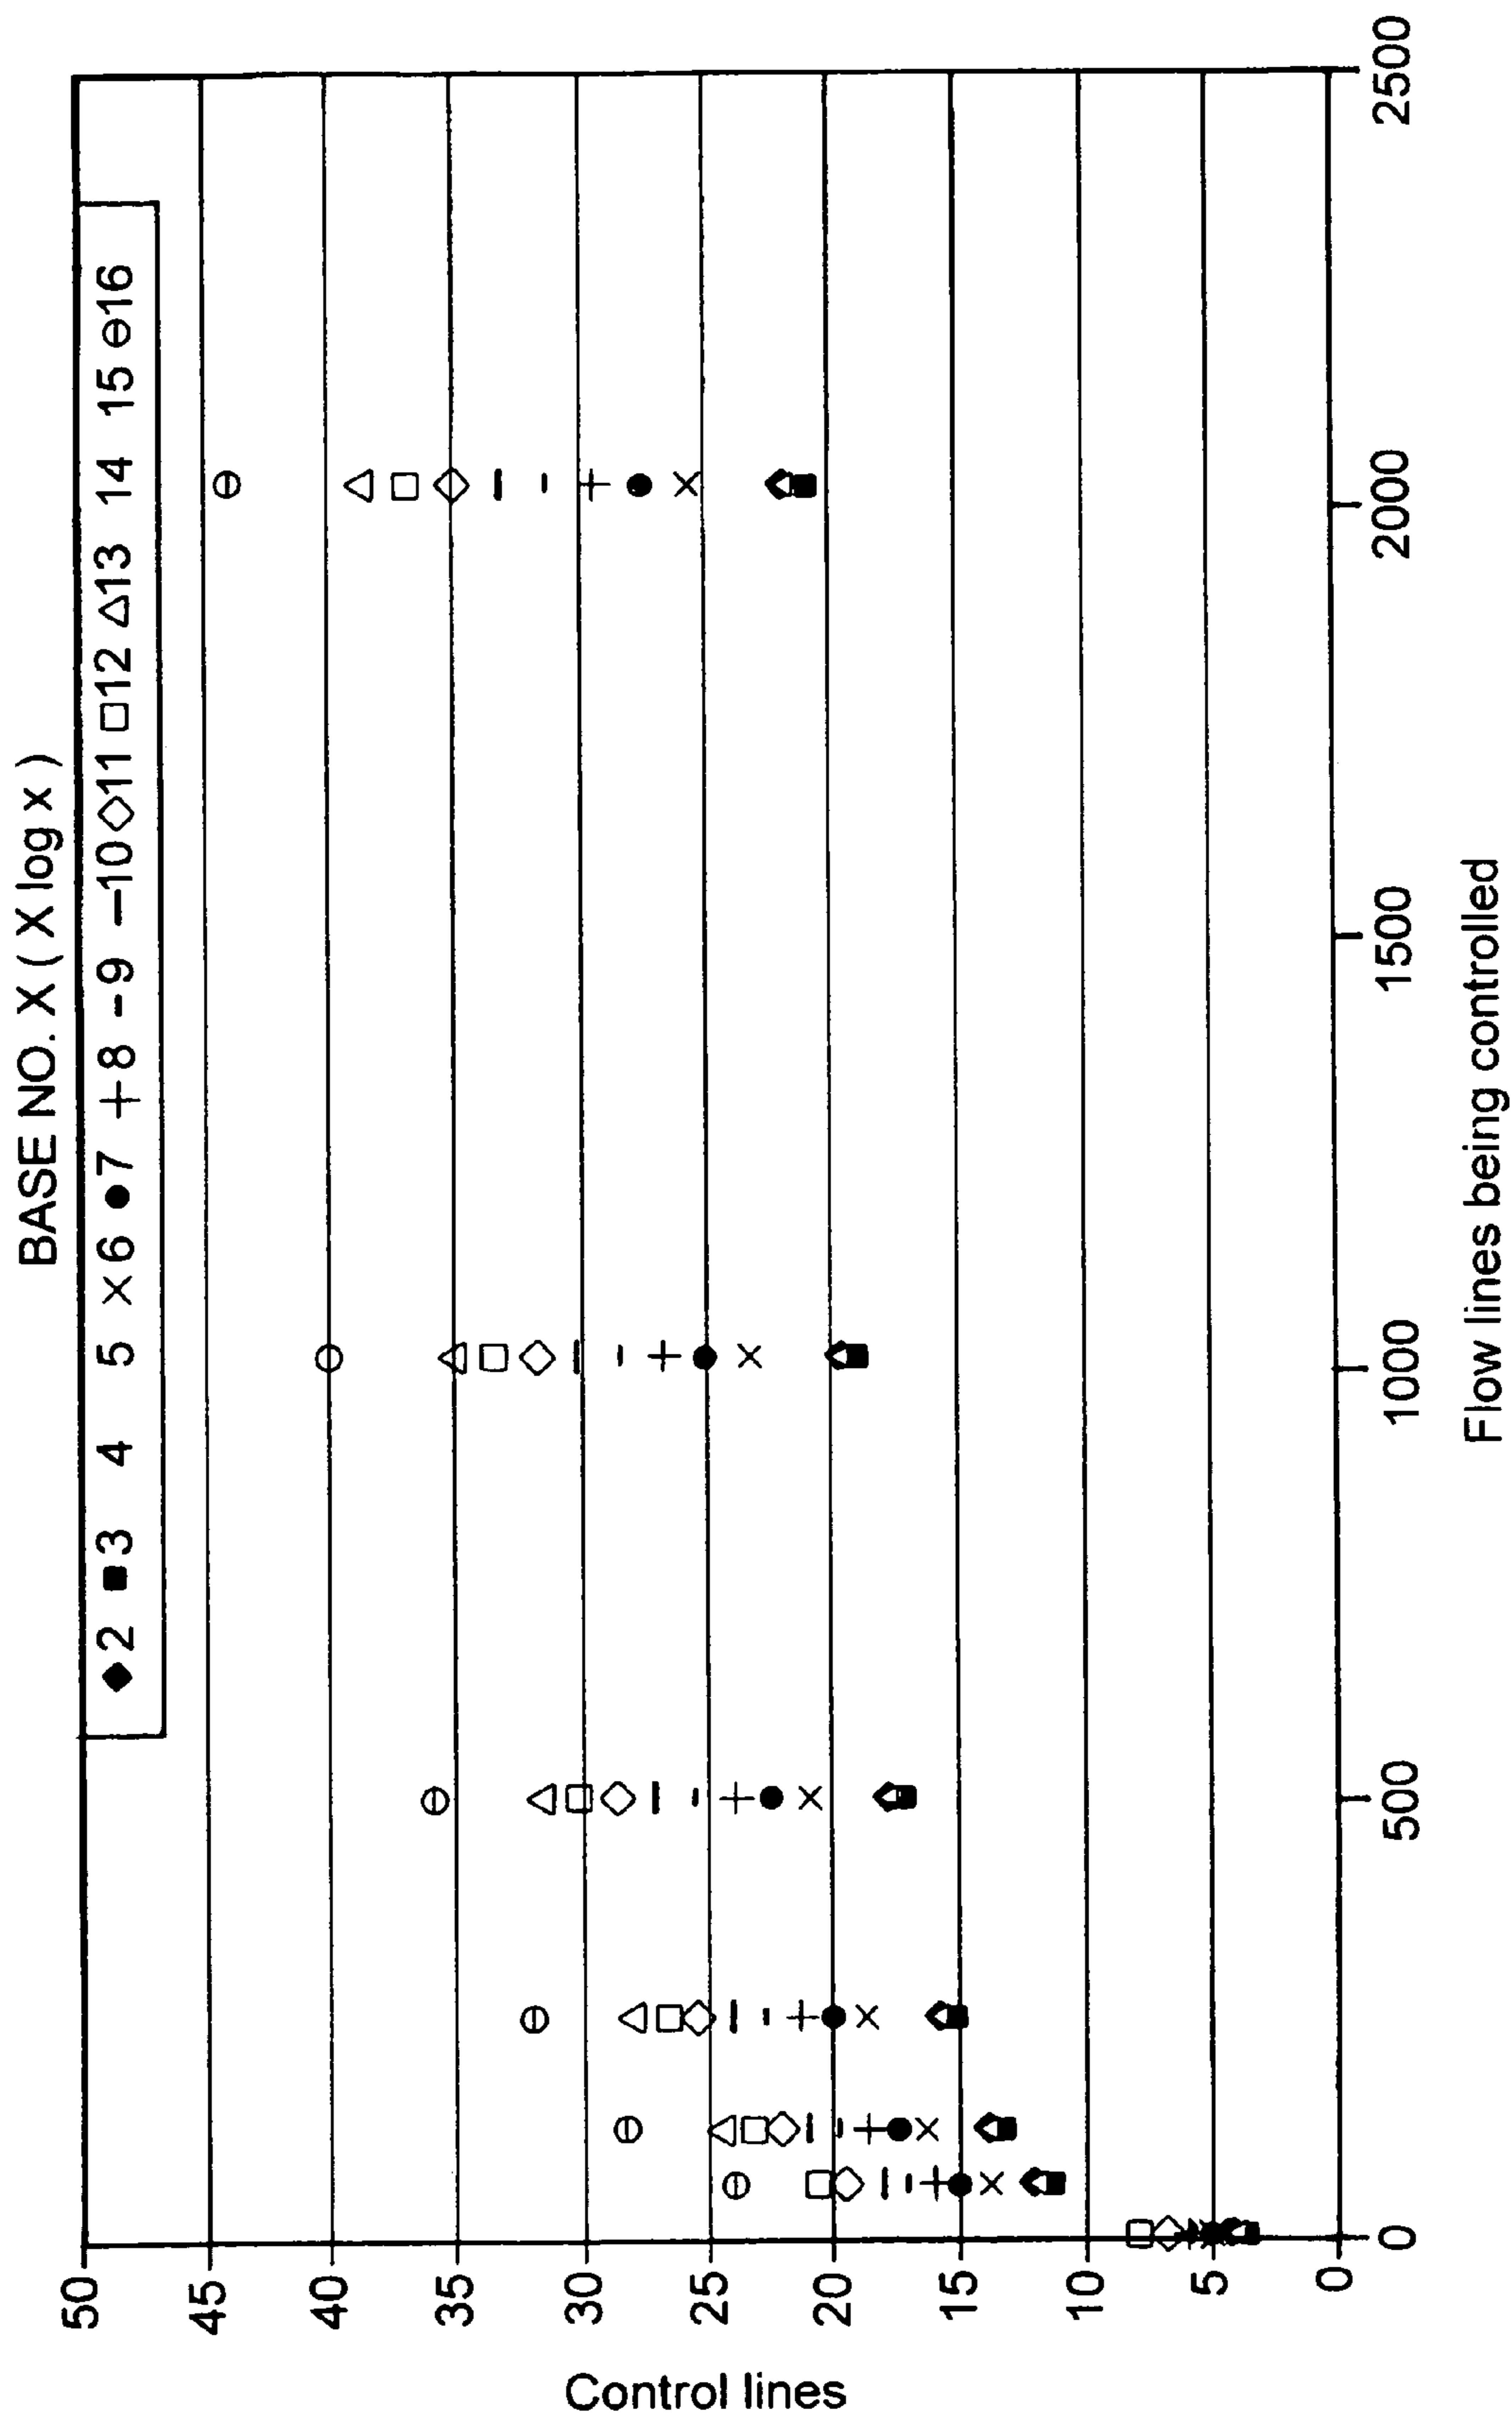 BASE NO. X ( X log x )
2 3 4 5 6 7 8 9 10 11 12 13 14 15 16
50
45
40
35
30
25
20
15
10
5
0
Control lines
0 500 1000 1500 2000 2500
Flow lines being controlled